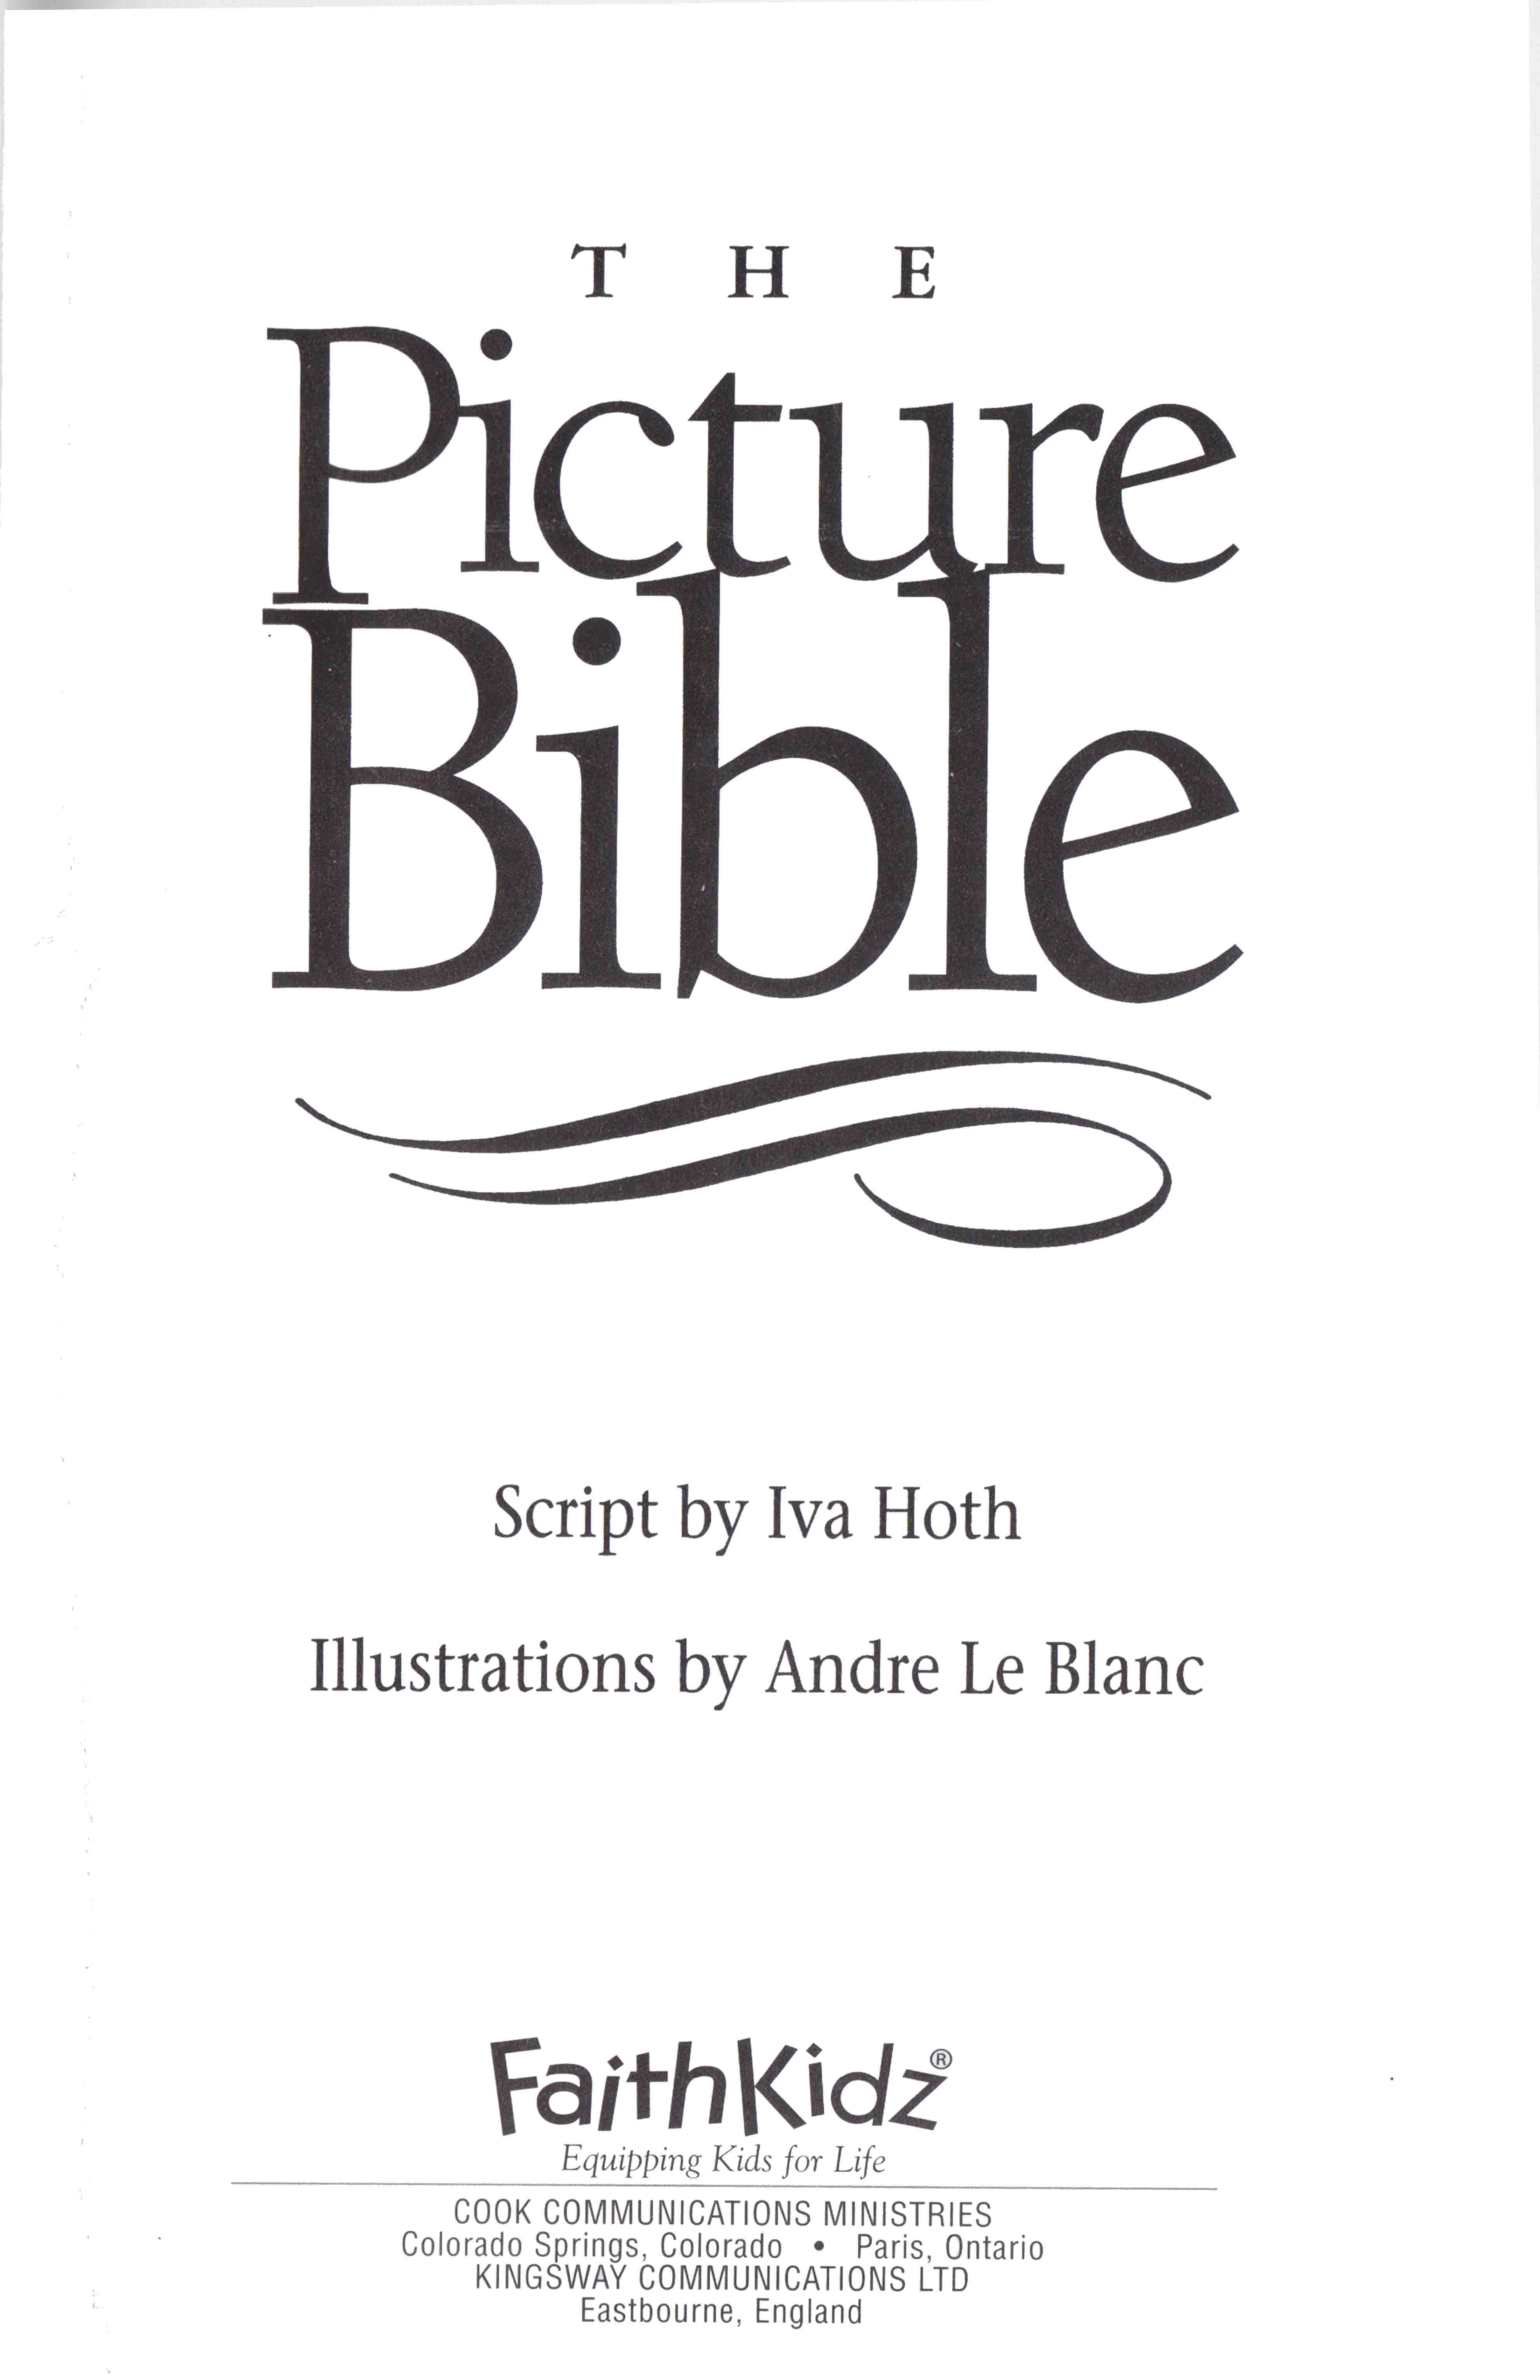 THE
Picture
Bible
Script by Iva Hoth
Illustrations by Andre Le Blanc
FaithKidz®
Equipping Kids for Life
COOK COMMUNICATIONS MINISTRIES
Colorado Springs, Colorado • Paris, Ontario
KINGSWAY COMMUNICATIONS LTD
Eastbourne, England